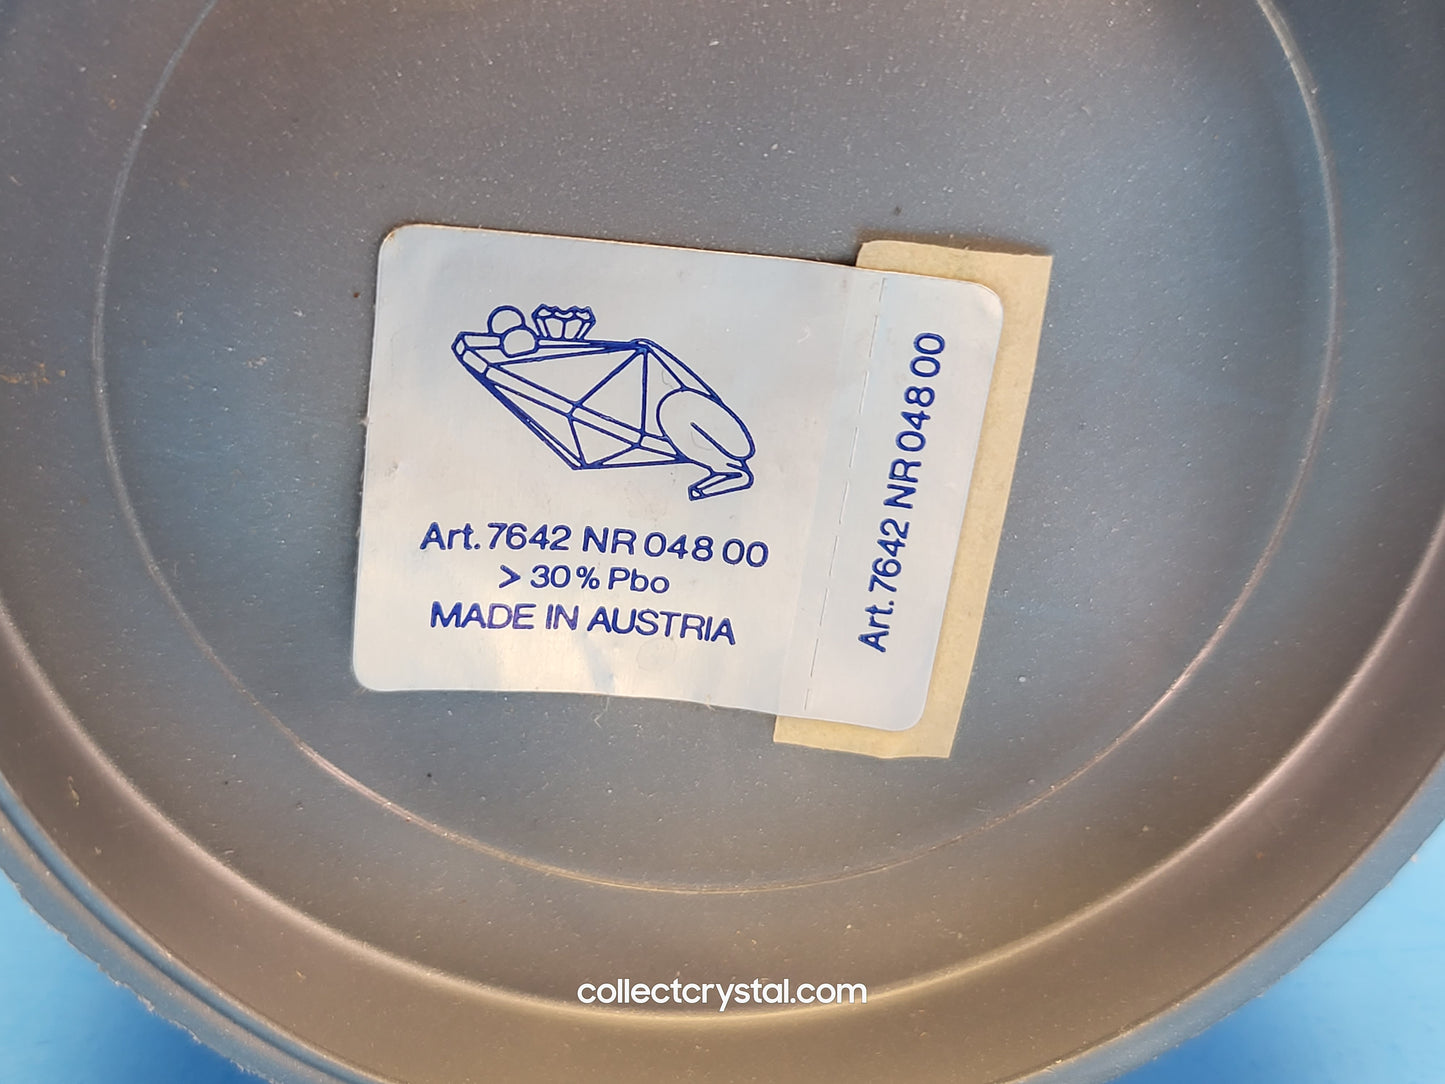 Art. 7642 NR 048 00
> 30% Pbo
MADE IN AUSTRIA
Art. 7642 NR 048 00
collectcrystal.com